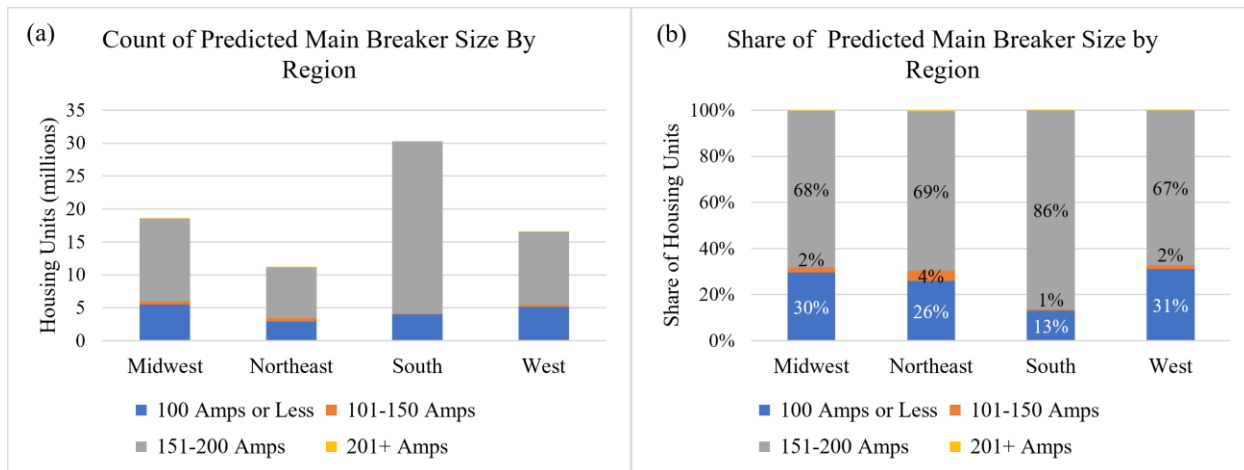 (a)
Count of Predicted Main Breaker Size By
Region
Housing Units (millions)
35
30
25
20
15
10
5
0
Midwest
Northeast
South
West
100 Amps or Less
101-150 Amps
151-200 Amps
201+ Amps
(b)
Share of Predicted Main Breaker Size by
Region
Share of Housing Units
100%
80%
60%
40%
20%
0%
68%
69%
86%
67%
2%
4%
1%
2%
30%
26%
13%
31%
Midwest
Northeast
South
West
100 Amps or Less
101-150 Amps
151-200 Amps
201+ Amps